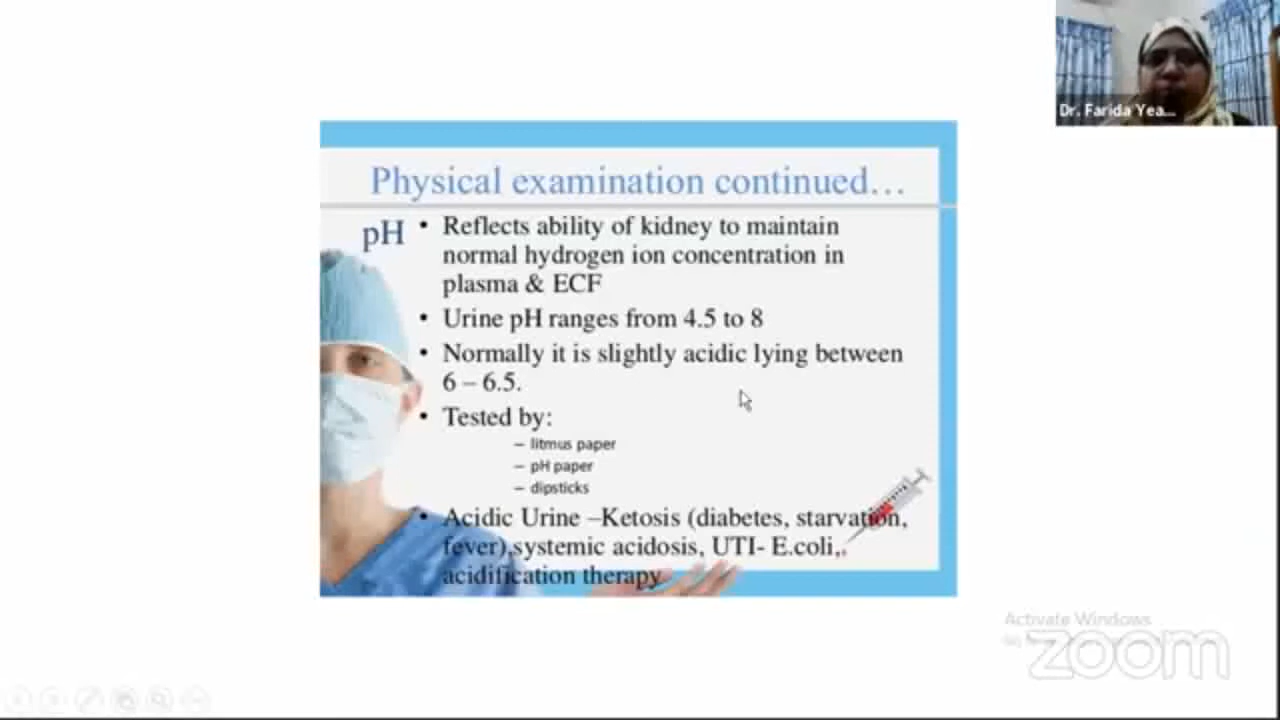 Dr. Farida Yea...
Physical examination continued...
pH
• Reflects ability of kidney to maintain
normal hydrogen ion concentration in
plasma & ECF
• Urine pH ranges from 4.5 to 8
• Normally it is slightly acidic lying between
6 – 6.5.
• Tested by:
– litmus paper
– pH paper
– dipsticks
• Acidic Urine –Ketosis (diabetes, starvation,
fever),systemic acidosis, UTI- E.coli,.
acidification therapy
Activate Windows
zoom